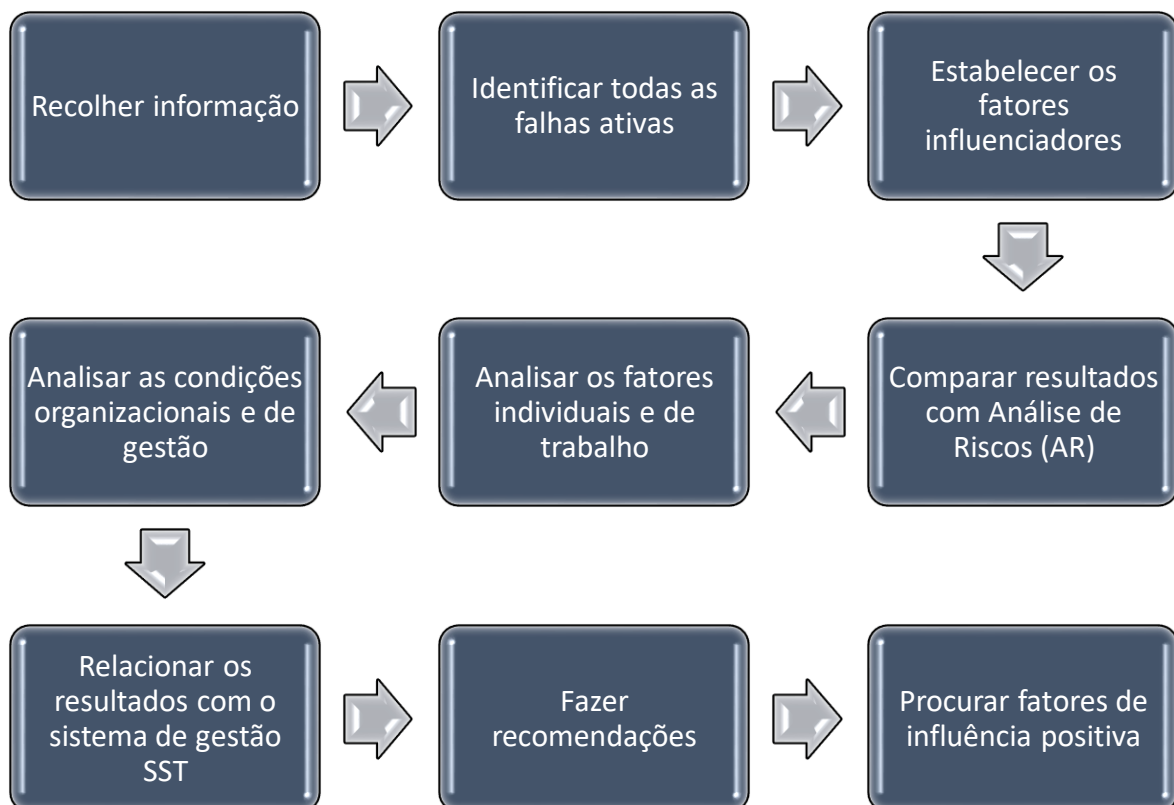 Recolher informação
Identificar todas as
falhas ativas
Estabelecer os
fatores
influenciadores
Comparar resultados
com Análise de
Riscos (AR)
Analisar os fatores
individuais e de
trabalho
Analisar as condições
organizacionais e de
gestão
Relacionar os
resultados com o
sistema de gestão
SST
Fazer
recomendações
Procurar fatores de
influência positiva